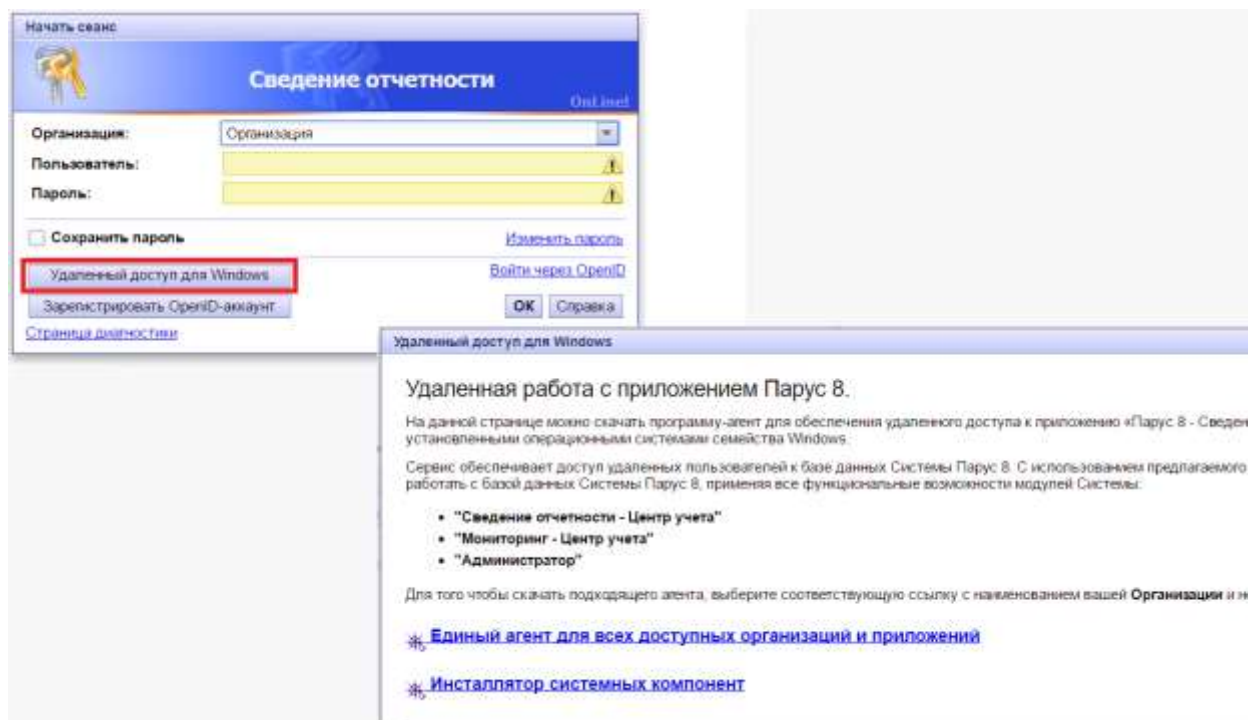 Начать сеанс
Сведение отчетности
OnLine!
Организация:
Организация
Пользователь:
Пароль:
Сохранить пароль
Изменить пароль
Удаленный доступ для Windows
Войти через OpenID
Зарегистрировать OpenID-аккаунт
OK
Справка
Страница диагностики
Удаленный доступ для Windows
Удаленная работа с приложением Парус 8.
На данной странице можно скачать программу-агент для обеспечения удаленного доступа к приложению «Парус 8 - Сведен
установленными операционными системами семейства Windows.
Сервис обеспечивает доступ удаленных пользователей к базе данных Системы Парус 8. С использованием предлагаемого
работать с базой данных Системы Парус 8, применяя все функциональные возможности модулей Системы:
• "Сведение отчетности - Центр учета"
• "Мониторинг - Центр учета"
• "Администратор"
Для того чтобы скачать подходящего агента, выберите соответствующую ссылку с наименованием вашей Организации и
Единый агент для всех доступных организаций и приложений
Инсталлятор системных компонент